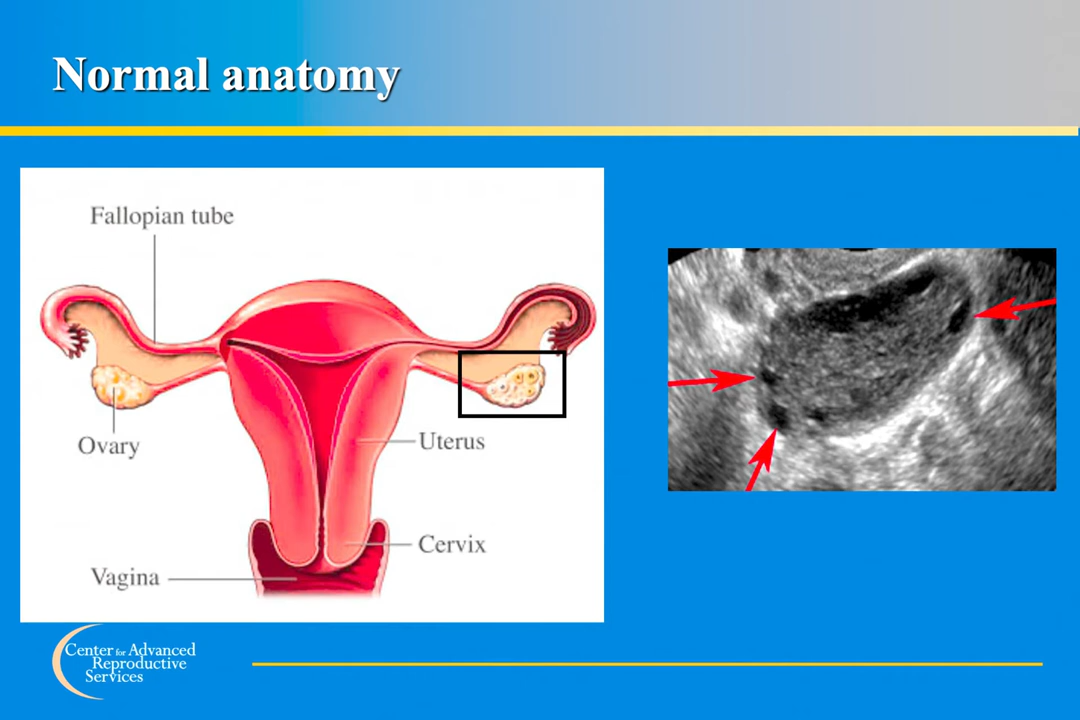 Normal anatomy
Fallopian tube
Ovary
Uterus
Cervix
Vagina
Center for Advanced
Reproductive
Services